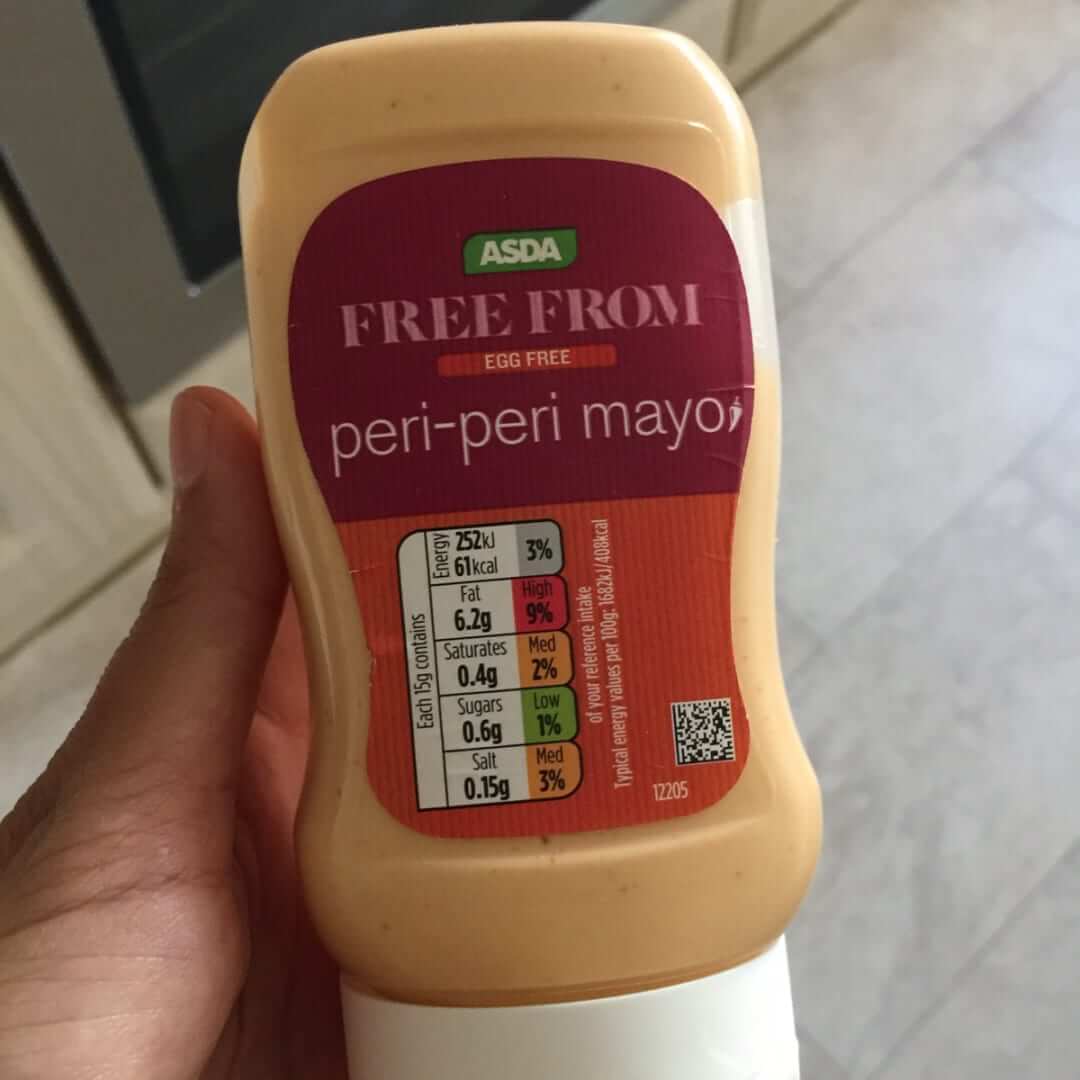 ASDA
FREE FROM
EGG FREE
peri-peri mayo
Each 15g contains
Energy
252kJ
61kcal
3%
Fat
6.2g
High
9%
Saturates
0.4g
Med
2%
Sugars
0.6g
Low
1%
Salt
0.15g
Med
3%
of your reference intake
Typical energy values per 100g: 1682kJ/408kcal
12205